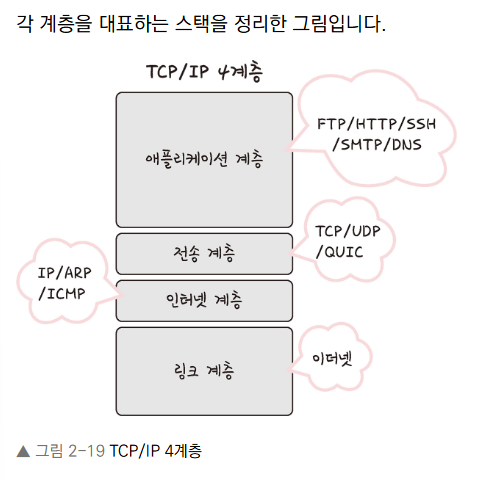 각 계층을 대표하는 스택을 정리한 그림입니다.
TCP/IP 4계층
애플리케이션 계층
FTP/HTTP/SSH
/SMTP/DNS
전송 계층
TCP/UDP
/QUIC
IP/ARP
/ICMP
인터넷 계층
링크 계층
이더넷
▲ 그림 2-19 TCP/IP 4계층